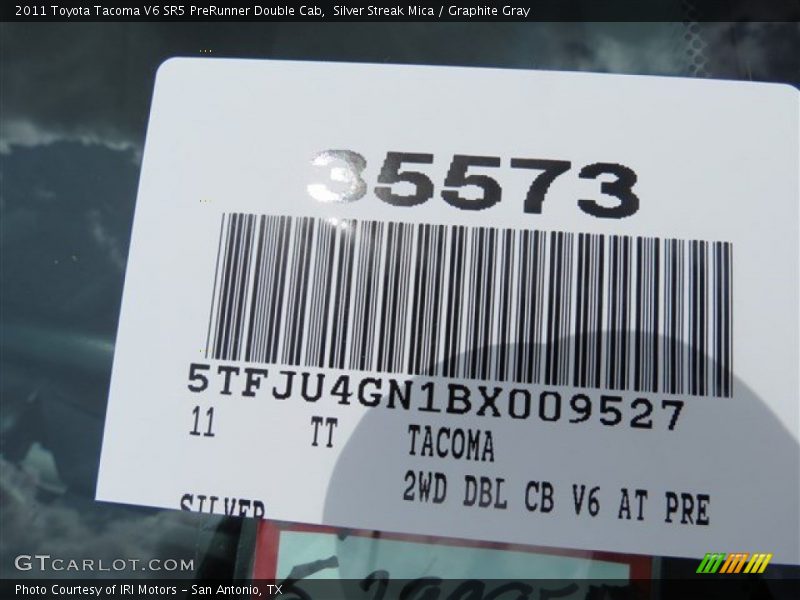 2011 Toyota Tacoma V6 SR5 PreRunner Double Cab,  Silver Streak Mica / Graphite Gray
35573
5TFJU4GN1BX009527
11 TT TACOMA
2WD DBL CB V6 AT PRE
SILVER
GTCARLOT.COM
Photo Courtesy of IRI Motors – San Antonio, TX